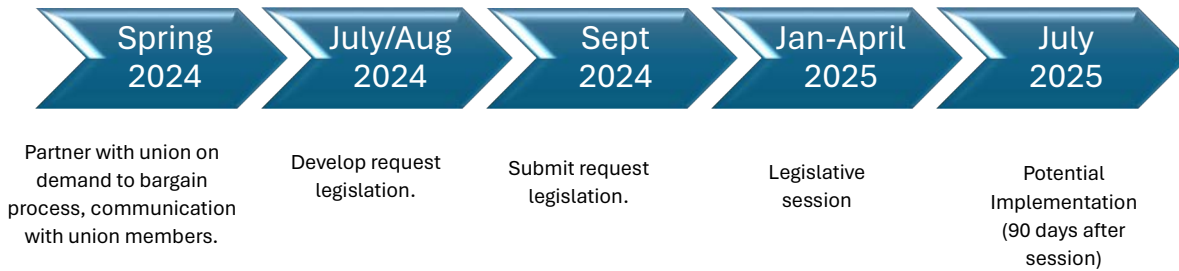 Spring
2024
July/Aug
2024
Sept
2024
Jan-April
2025
July
2025
Partner with union on
demand to bargain
process, communication
with union members.
Develop request
legislation.
Submit request
legislation.
Legislative
session
Potential
Implementation
(90 days after
session)